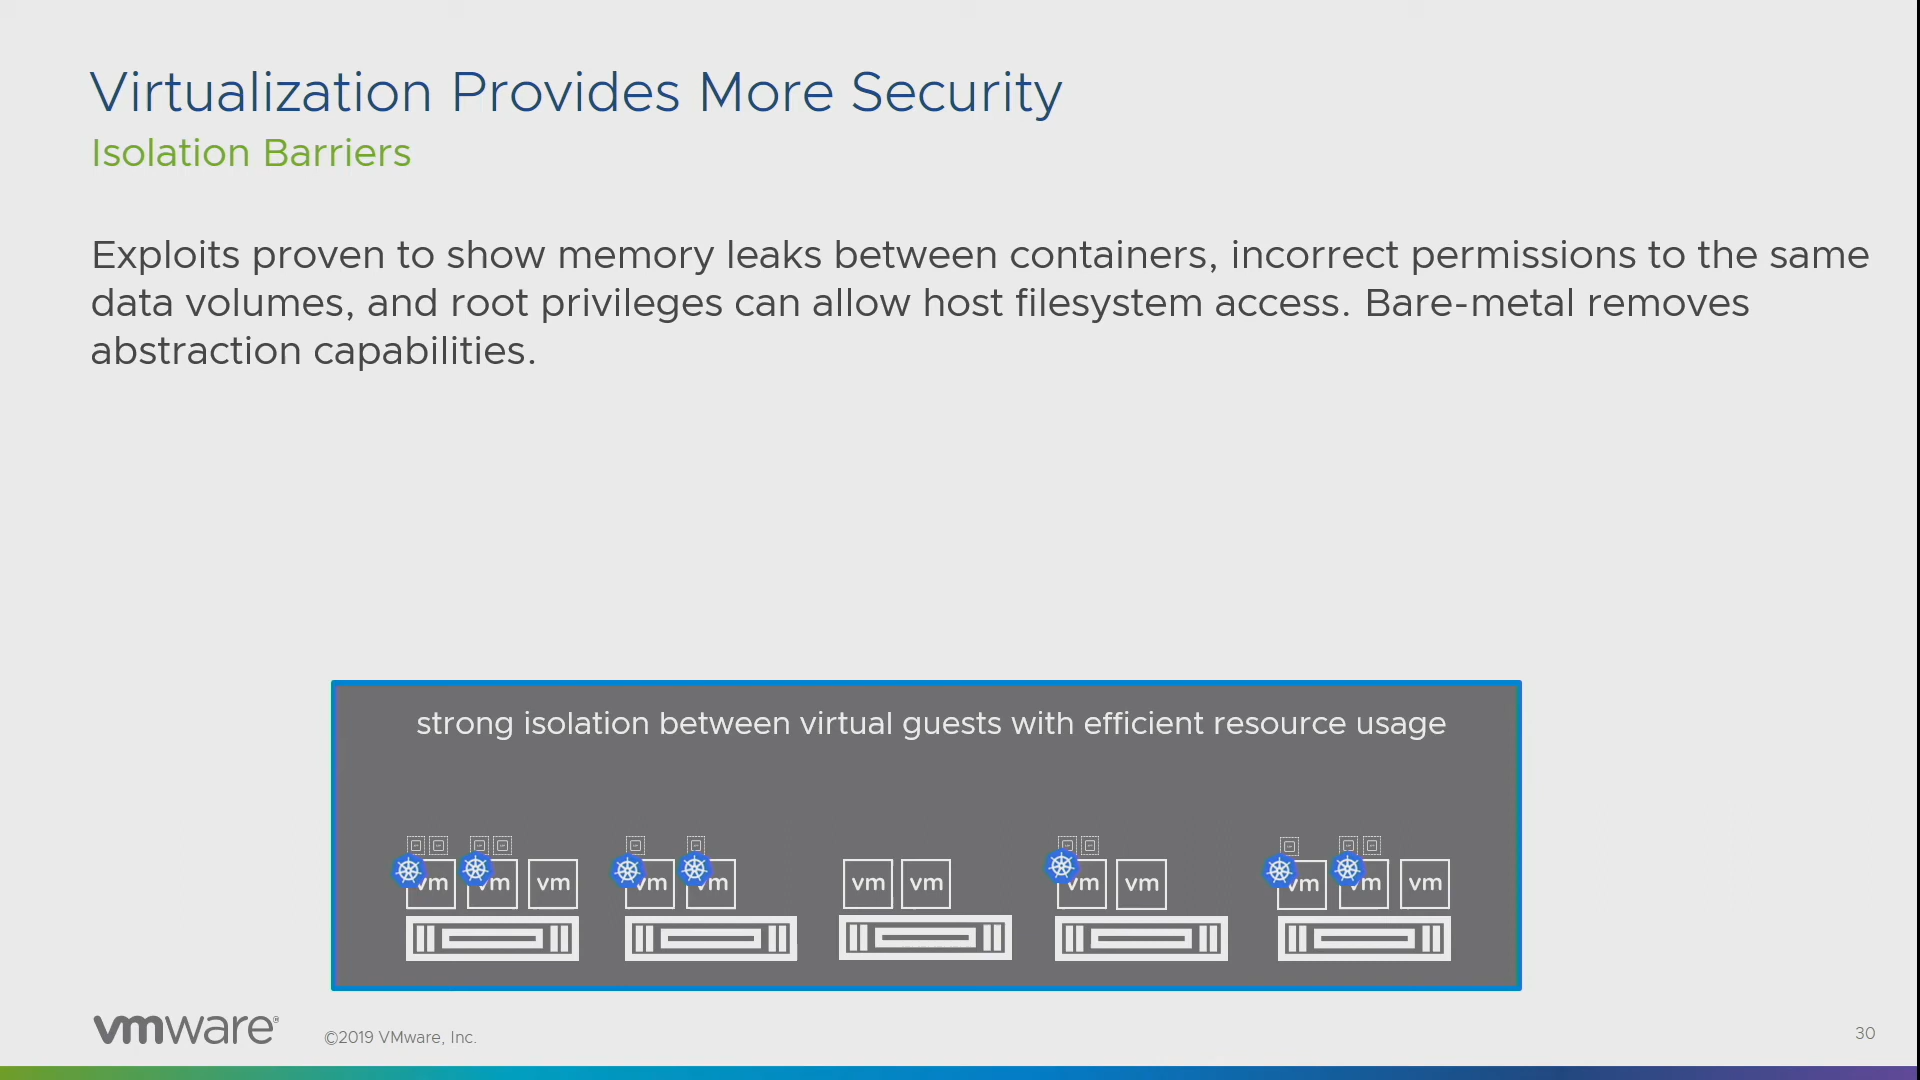 Virtualization Provides More Security
Isolation Barriers
Exploits proven to show memory leaks between containers, incorrect permissions to the same
data volumes, and root privileges can allow host filesystem access. Bare-metal removes
abstraction capabilities.
strong isolation between virtual guests with efficient resource usage
vm vm vm vm vm vm vm vm vm vm vm vm
vmware®
©2019 VMware, Inc.
30